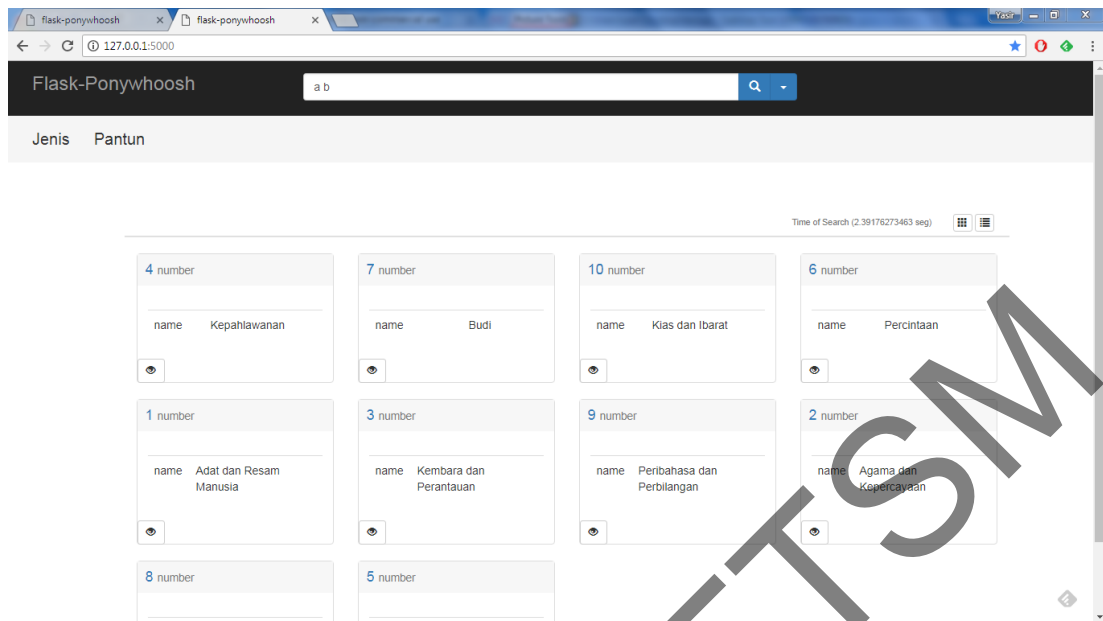 flask-ponywhoosh
flask-ponywhoosh
Yasir
127.0.0.1:5000
Flask-Ponywhoosh
a b
Jenis Pantun
Time of Search (2.39176273463 seg)
4 number
7 number
10 number
6 number
name Kepahlawanan
name Budi
name Kias dan Ibarat
name Percintaan
1 number
3 number
9 number
2 number
name Adat dan Resam
Manusia
name Kembara dan
Perantauan
name Peribahasa dan
Perbilangan
name Agama dan
Kepercayaan
8 number
5 number
TSM